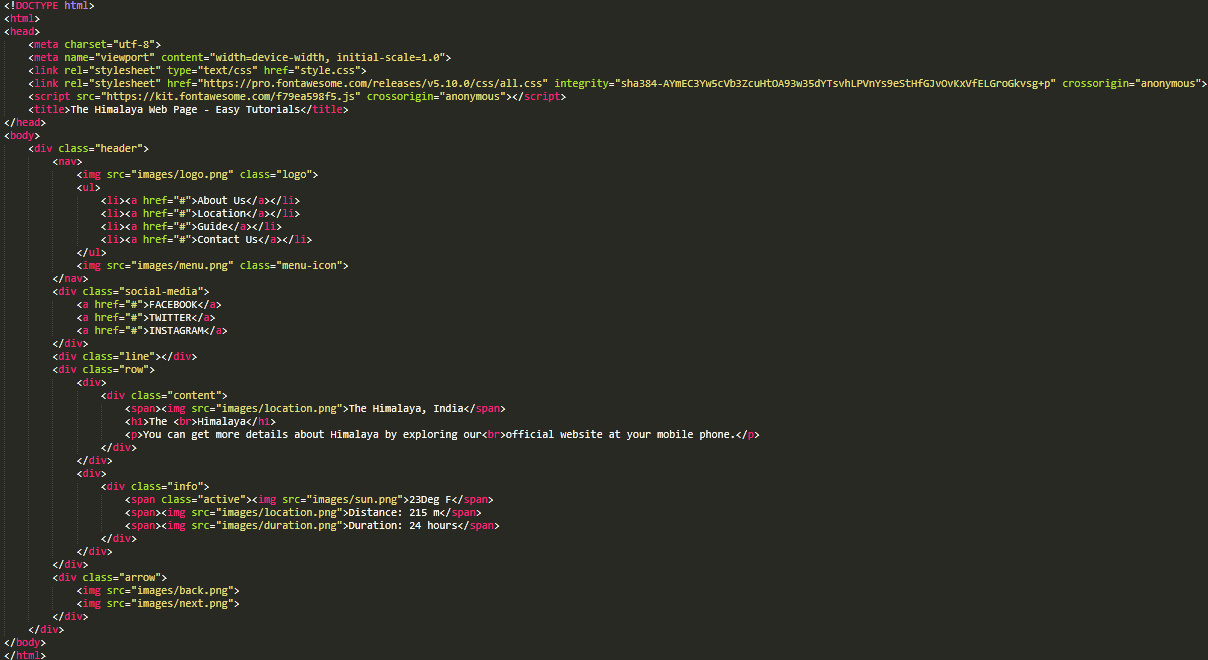 <!DOCTYPE html>
<html>
<head>
<meta charset="utf-8">
<meta name="viewport" content="width=device-width, initial-scale=1.0">
<link rel="stylesheet" type="text/css" href="style.css">
<link rel="stylesheet" href="https://pro.fontawesome.com/releases/v5.10.0/css/all.css" integrity="sha384-AYmEC3Yw5cVb3ZcuHtOA93w35dYTsvhLPVnYs9eStHfGJvOvKxVfELGroGkvsg+p" crossorigin="anonymous">
<script src="https://kit.fontawesome.com/f79ea598f5.js" crossorigin="anonymous"></script>
<title>The Himalaya Web Page - Easy Tutorials</title>
</head>
<body>
<div class="header">
<nav>
<img src="images/logo.png" class="logo">
<ul>
<li><a href="#">About Us</a></li>
<li><a href="#">Location</a></li>
<li><a href="#">Guide</a></li>
<li><a href="#">Contact Us</a></li>
</ul>
<img src="images/menu.png" class="menu-icon">
</nav>
<div class="social-media">
<a href="#">FACEBOOK</a>
<a href="#">TWITTER</a>
<a href="#">INSTAGRAM</a>
</div>
<div class="line"></div>
<div class="row">
<div>
<div class="content">
<span><img src="images/location.png">The Himalaya, India</span>
<h1>The <br>Himalaya</h1>
<p>You can get more details about Himalaya by exploring our<br>official website at your mobile phone.</p>
</div>
</div>
<div>
<div class="info">
<span class="active"><img src="images/sun.png">23Deg F</span>
<span><img src="images/location.png">Distance: 215 m</span>
<span><img src="images/duration.png">Duration: 24 hours</span>
</div>
</div>
</div>
<div class="arrow">
<img src="images/back.png">
<img src="images/next.png">
</div>
</div>
</body>
</html>